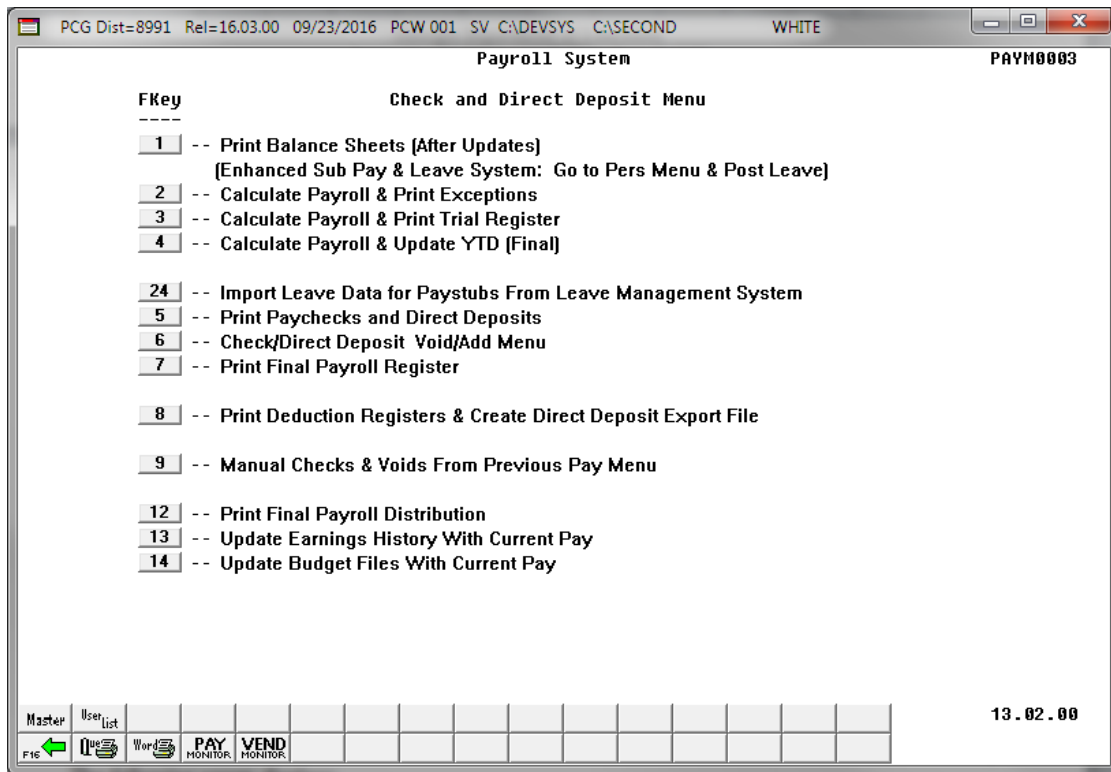 PCG Dist=8991 Rel=16.03.00 09/23/2016 PCW 001 SV C:\DEVSYS C:\SECOND WHITE
Payroll System PAYM0003
FKey Check and Direct Deposit Menu
----
1 -- Print Balance Sheets (After Updates)
(Enhanced Sub Pay & Leave System: Go to Pers Menu & Post Leave)
2 -- Calculate Payroll & Print Exceptions
3 -- Calculate Payroll & Print Trial Register
4 -- Calculate Payroll & Update YTD (Final)
24 -- Import Leave Data for Paystubs From Leave Management System
5 -- Print Paychecks and Direct Deposits
6 -- Check/Direct Deposit Void/Add Menu
7 -- Print Final Payroll Register
8 -- Print Deduction Registers & Create Direct Deposit Export File
9 -- Manual Checks & Voids From Previous Pay Menu
12 -- Print Final Payroll Distribution
13 -- Update Earnings History With Current Pay
14 -- Update Budget Files With Current Pay
Master User List 13.02.00
F16 Que Word PAY MONITOR VEND MONITOR